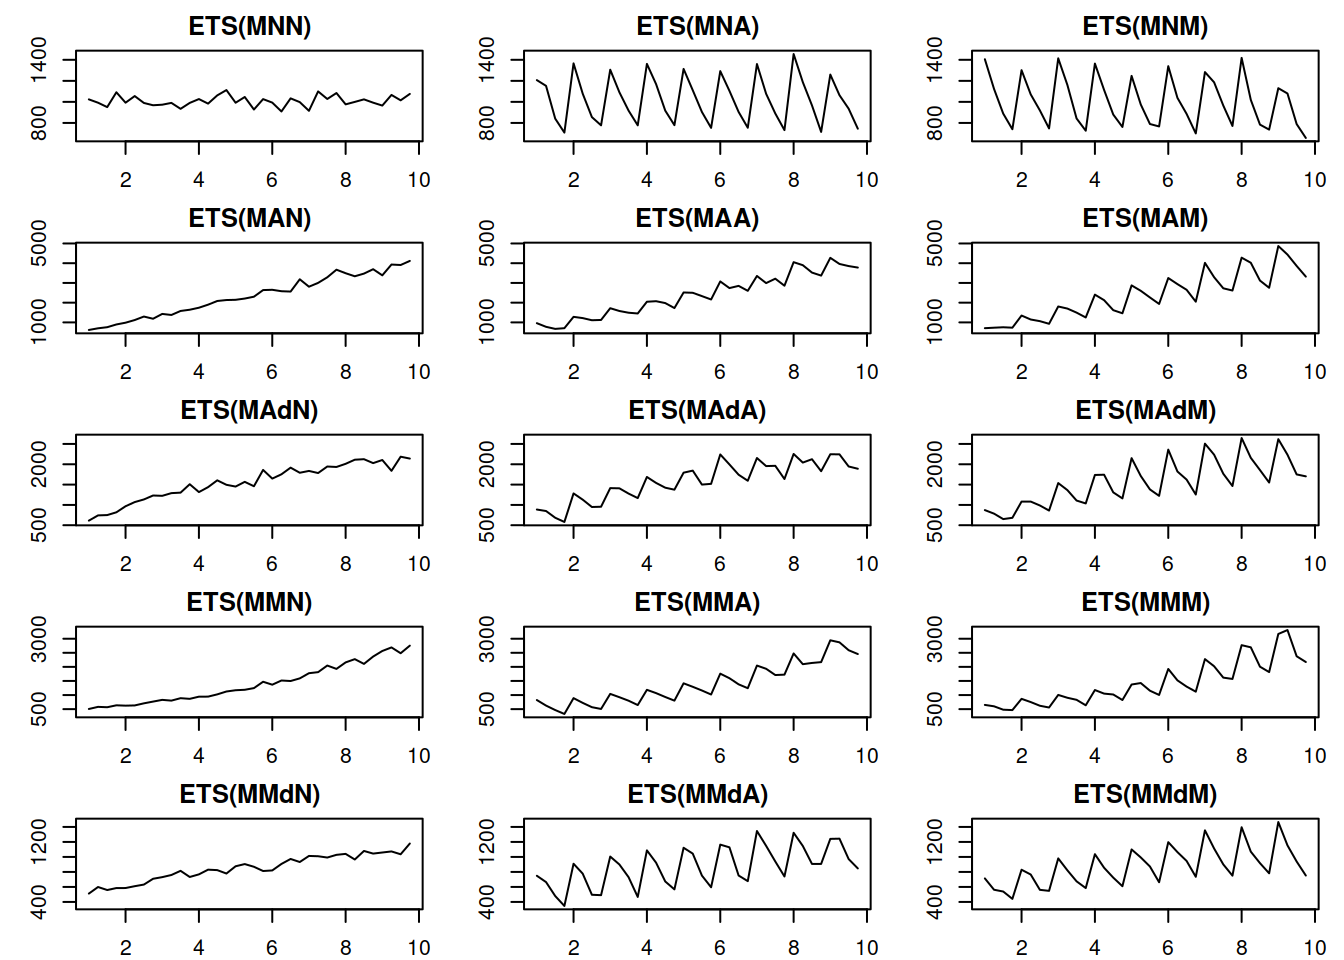 ETS(MNN) ETS(MNA) ETS(MNM)
1400 1400 1400
800 800 800
2 4 6 8 10 2 4 6 8 10 2 4 6 8 10
ETS(MAN) ETS(MAA) ETS(MAM)
5000 5000 5000
1000 1000 1000
2 4 6 8 10 2 4 6 8 10 2 4 6 8 10
ETS(MAdN) ETS(MAdA) ETS(MAdM)
2000 2000 2000
500 500 500
2 4 6 8 10 2 4 6 8 10 2 4 6 8 10
ETS(MMN) ETS(MMA) ETS(MMM)
3000 3000 3000
500 500 500
2 4 6 8 10 2 4 6 8 10 2 4 6 8 10
ETS(MMdN) ETS(MMdA) ETS(MMdM)
1200 1200 1200
400 400 400
2 4 6 8 10 2 4 6 8 10 2 4 6 8 10